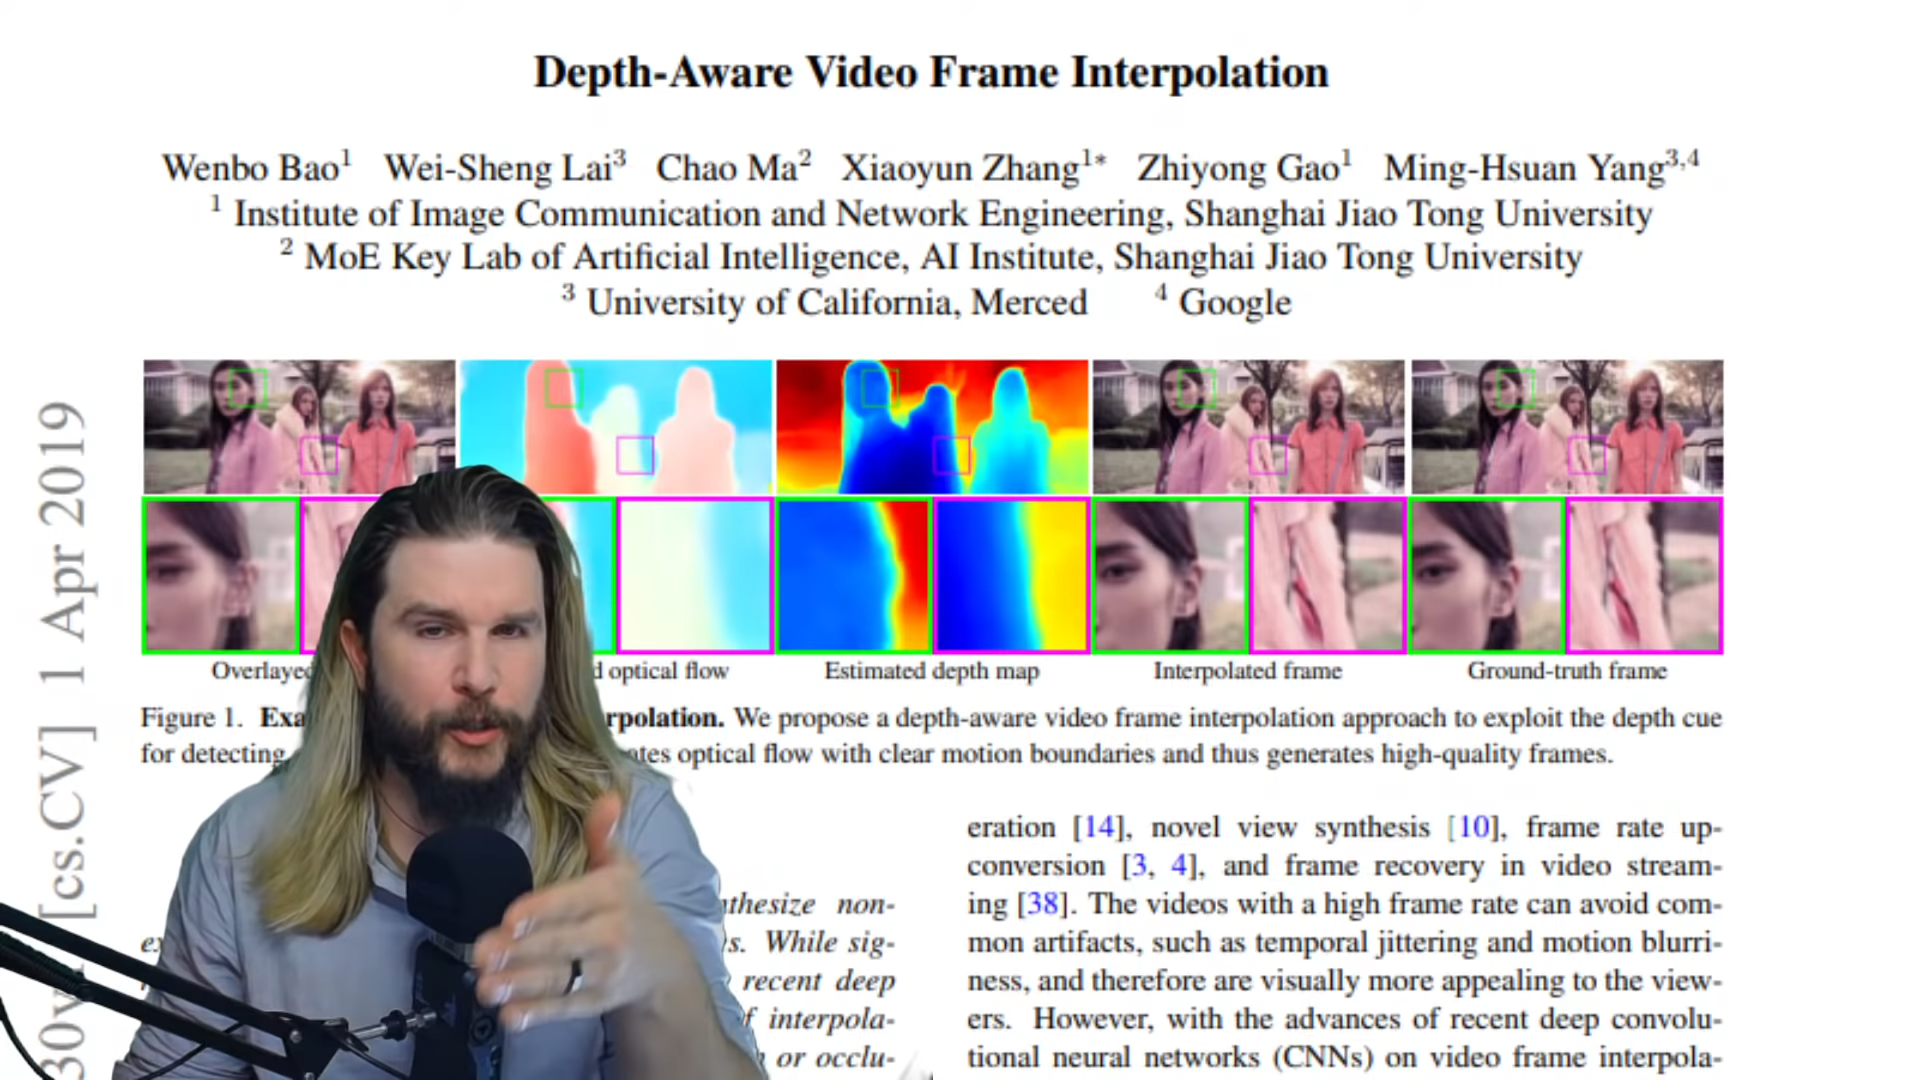 Depth-Aware Video Frame Interpolation
Wenbo Bao1 Wei-Sheng Lai3 Chao Ma2 Xiaoyun Zhang1* Zhiyong Gao1 Ming-Hsuan Yang3,4
1 Institute of Image Communication and Network Engineering, Shanghai Jiao Tong University
2 MoE Key Lab of Artificial Intelligence, AI Institute, Shanghai Jiao Tong University
3 University of California, Merced 4 Google
[cs.CV] 1 Apr 2019
Overlayed optical flow Estimated depth map Interpolated frame Ground-truth frame
Figure 1. rpolation. We propose a depth-aware video frame interpolation approach to exploit the depth cue
for detecting optical flow with clear motion boundaries and thus generates high-quality frames.
nthesize non-
s. While sig-
recent deep
f interpola-
or occlu-
eration [14], novel view synthesis [10], frame rate up-
conversion [3, 4], and frame recovery in video stream-
ing [38]. The videos with a high frame rate can avoid com-
mon artifacts, such as temporal jittering and motion blurri-
ness, and therefore are visually more appealing to the view-
ers. However, with the advances of recent deep convolu-
tional neural networks (CNNs) on video frame interpola-